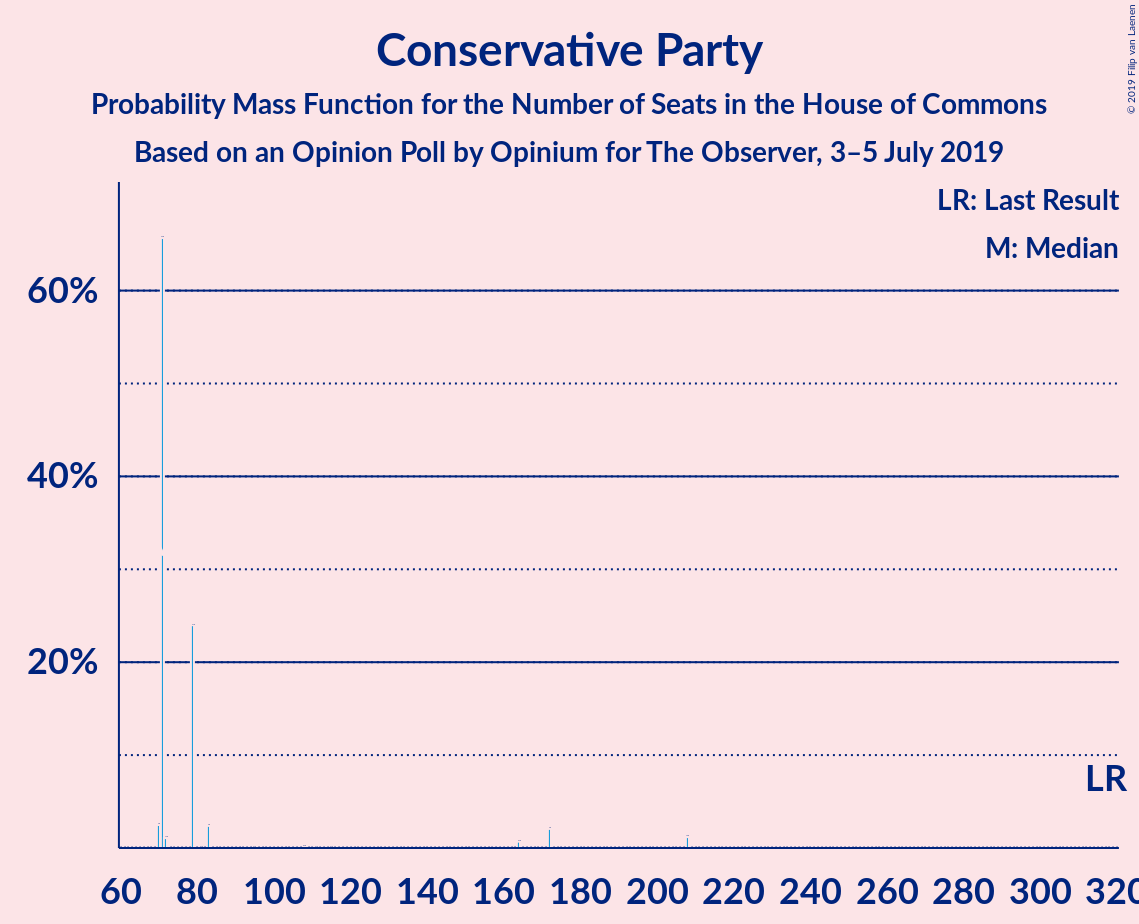 Conservative Party
Probability Mass Function for the Number of Seats in the House of Commons
Based on an Opinion Poll by Opinium for The Observer, 3–5 July 2019
© 2019 Filip van Laenen
LR: Last Result
M: Median
60%
40%
20%
LR
60 80 100 120 140 160 180 200 220 240 260 280 300 320